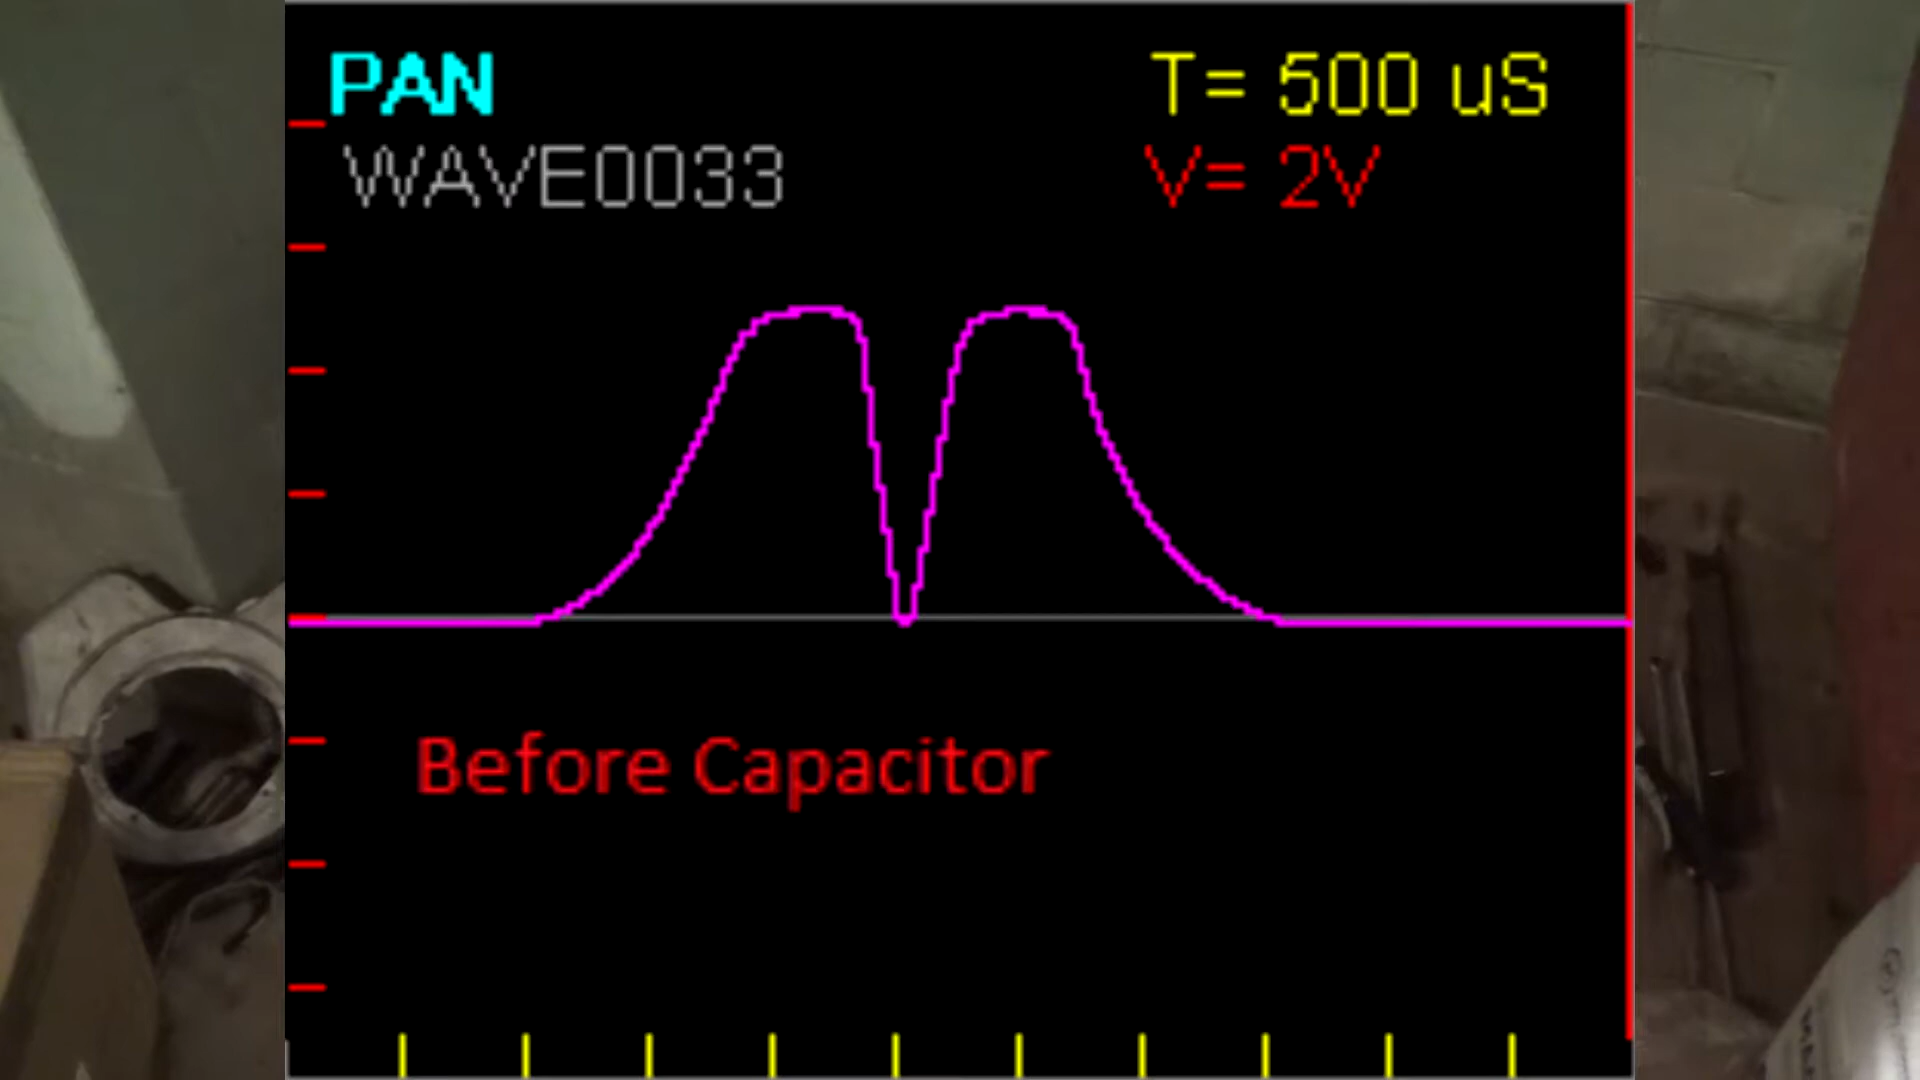 PAN
T= 500 uS
WAVE0033
V= 2V
Before Capacitor